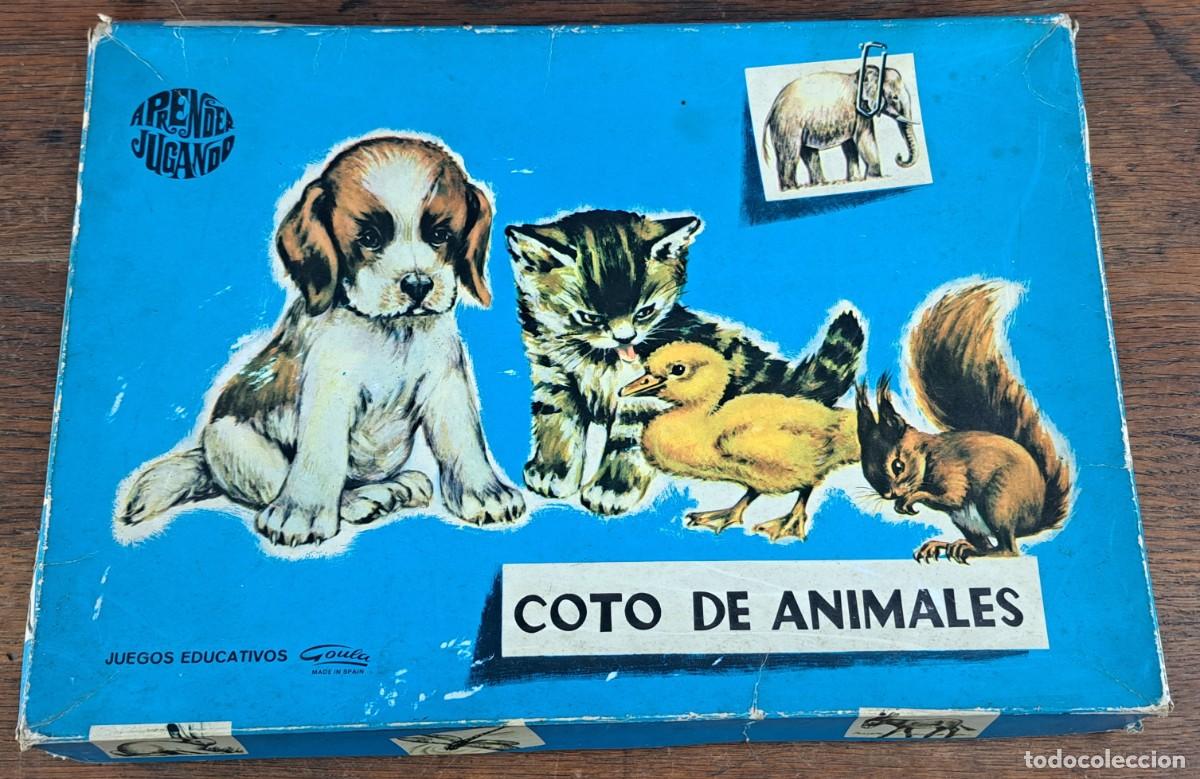 APRENDER
JUGANDO
COTO DE ANIMALES
JUEGOS EDUCATIVOS Goula
MADE IN SPAIN
todocoleccion